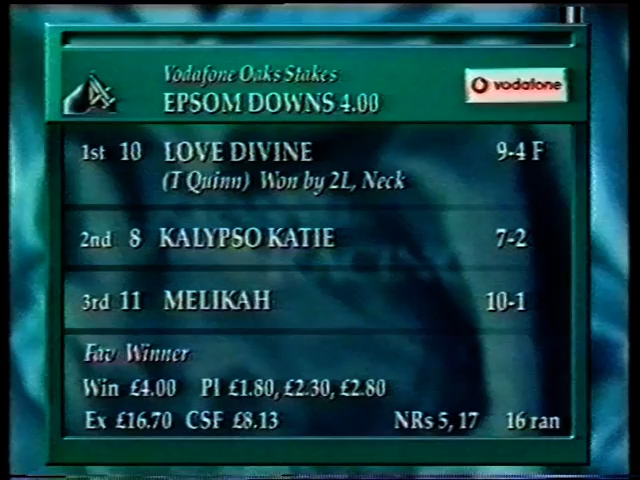 Vodafone Oaks Stakes
EPSOM DOWNS 4.00
vodafone
1st 10 LOVE DIVINE 9-4 F
(T Quinn) Won by 2L, Neck
2nd 8 KALYPSO KATIE 7-2
3rd 11 MELIKAH 10-1
Fav Winner
Win £4.00 Pl £1.80, £2.30, £2.80
Ex £16.70 CSF £8.13 NRs 5, 17 16 ran